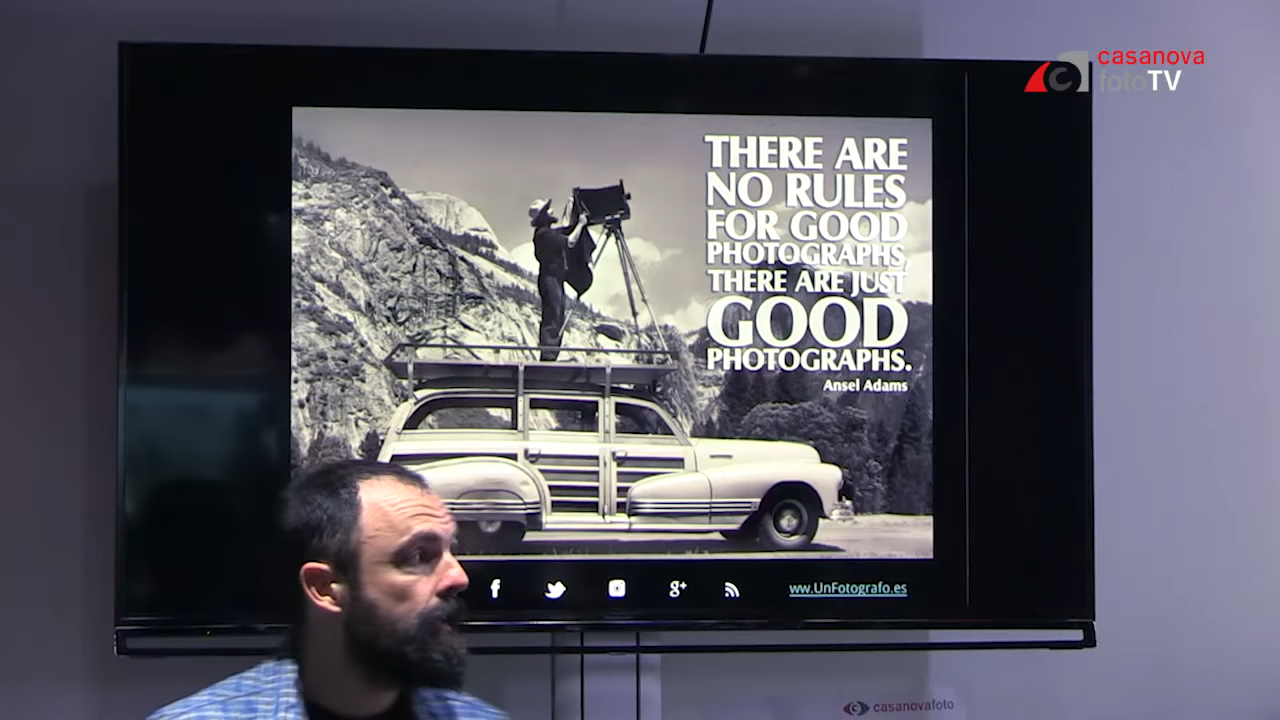 casanova
fotoTV
THERE ARE
NO RULES
FOR GOOD
PHOTOGRAPHS,
THERE ARE JUST
GOOD
PHOTOGRAPHS.
Ansel Adams
ww.UnFotografo.es
casanovafoto